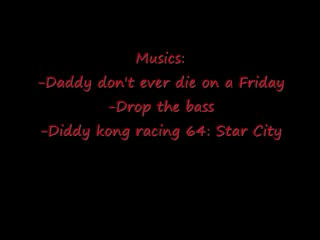 Musics:
-Daddy don't ever die on a Friday
-Drop the bass
-Diddy kong racing 64: Star City